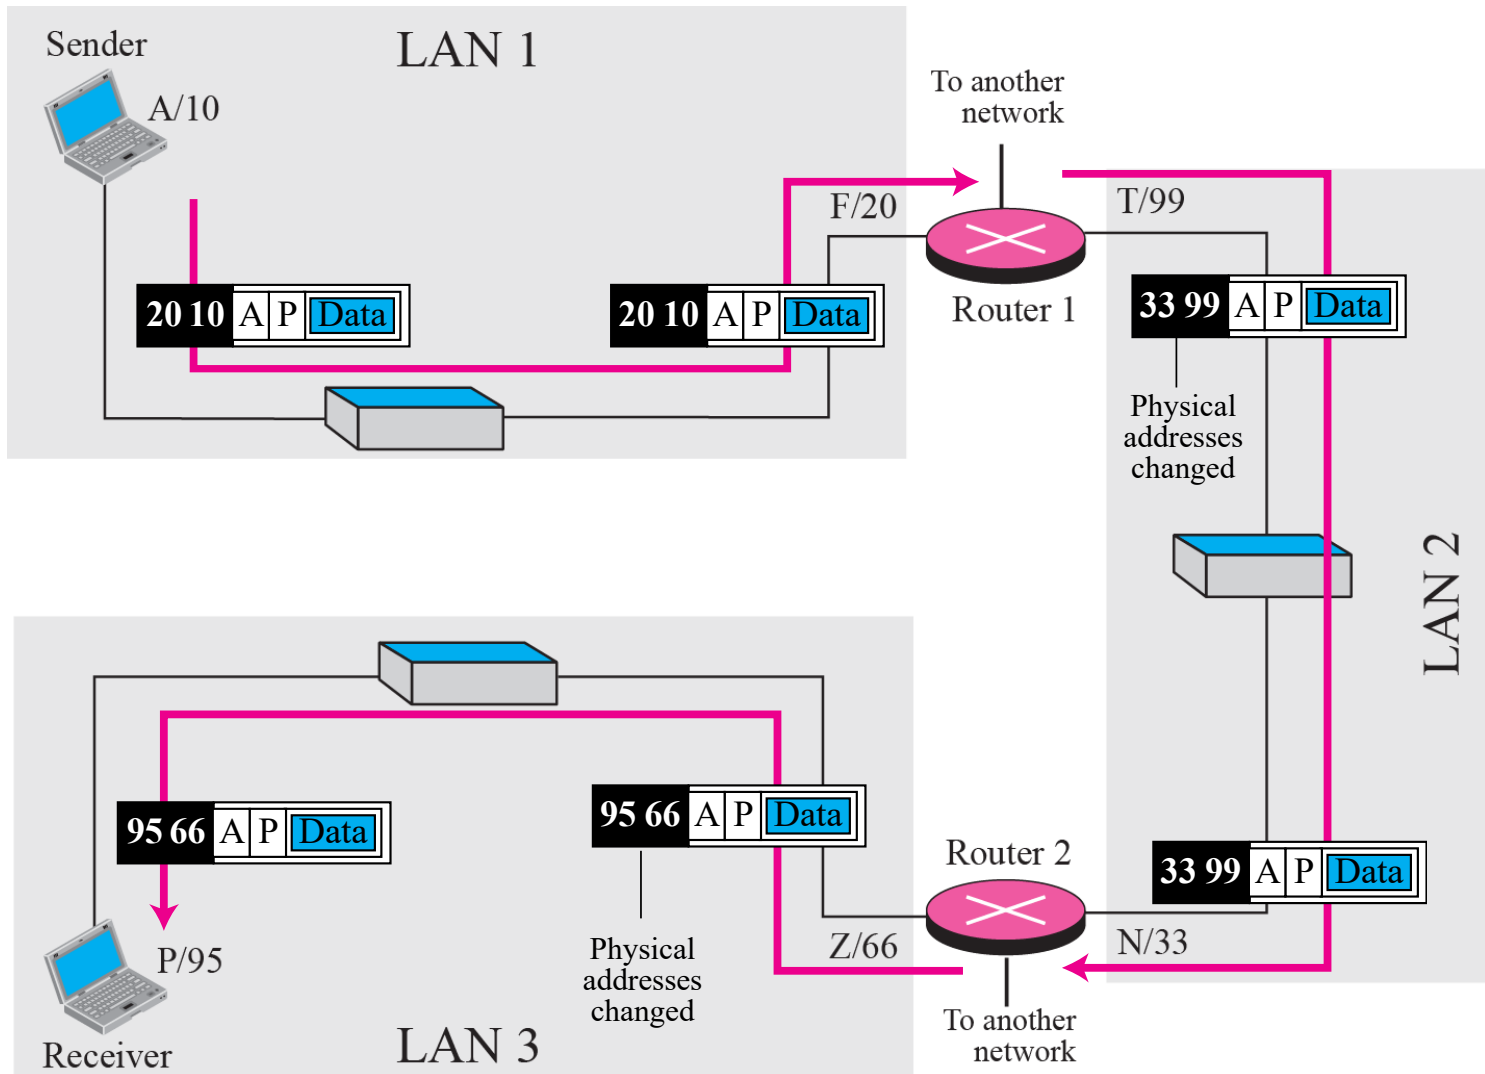 Sender
LAN 1
A/10
To another
network
F/20
T/99
20 10 A P Data
20 10 A P Data
Router 1
33 99 A P Data
Physical
addresses
changed
LAN 2
95 66 A P Data
95 66 A P Data
Router 2
33 99 A P Data
Physical
addresses
changed
Z/66
N/33
P/95
To another
network
Receiver
LAN 3